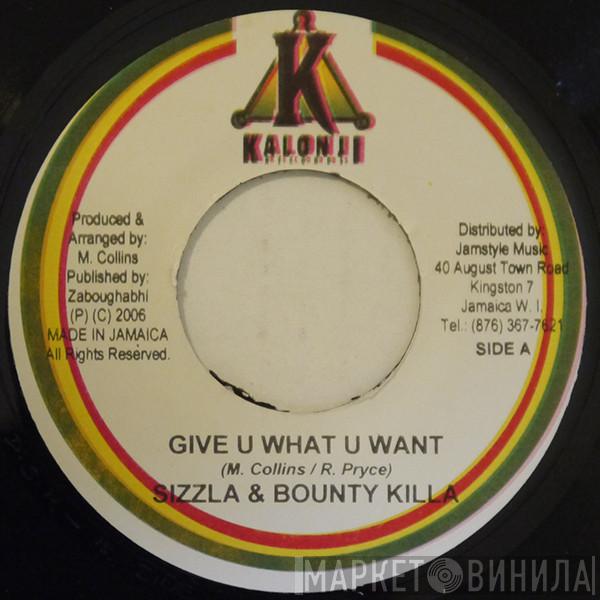 K
KALONJI
Produced &
Arranged by:
M. Collins
Published by:
Zaboughabhi
(P) (C) 2006
MADE IN JAMAICA
All Rights Reserved.
Distributed by:
Jamstyle Music
40 August Town Road
Kingston 7
Jamaica W. I.
Tel.: (876) 367-7621
SIDE A
GIVE U WHAT U WANT
(M. Collins / R. Pryce)
SIZZLA & BOUNTY KILLA
МАРКЕТ ВИНИЛА